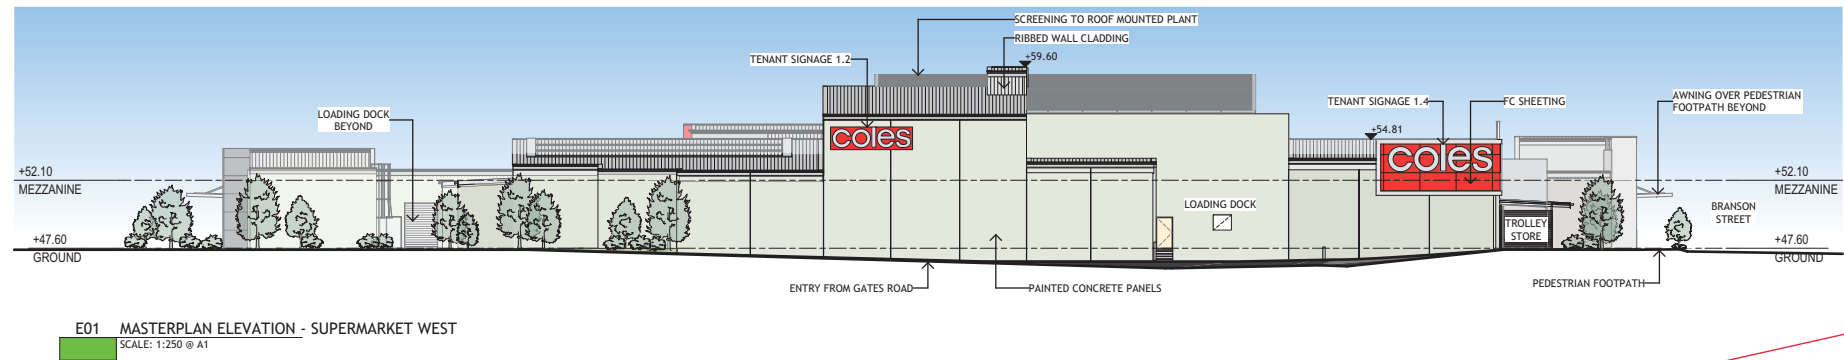 SCREENING TO ROOF MOUNTED PLANT
RIBBED WALL CLADDING
+59.60
TENANT SIGNAGE 1.2
TENANT SIGNAGE 1.4
FC SHEETING
AWNING OVER PEDESTRIAN
FOOTPATH BEYOND
LOADING DOCK
BEYOND
coles
+54.81
coles
+52.10
MEZZANINE
+52.10
MEZZANINE
LOADING DOCK
BRANSON
STREET
TROLLEY
STORE
+47.60
GROUND
+47.60
GROUND
ENTRY FROM GATES ROAD
PAINTED CONCRETE PANELS
PEDESTRIAN FOOTPATH
E01 MASTERPLAN ELEVATION - SUPERMARKET WEST
SCALE: 1:250 @ A1